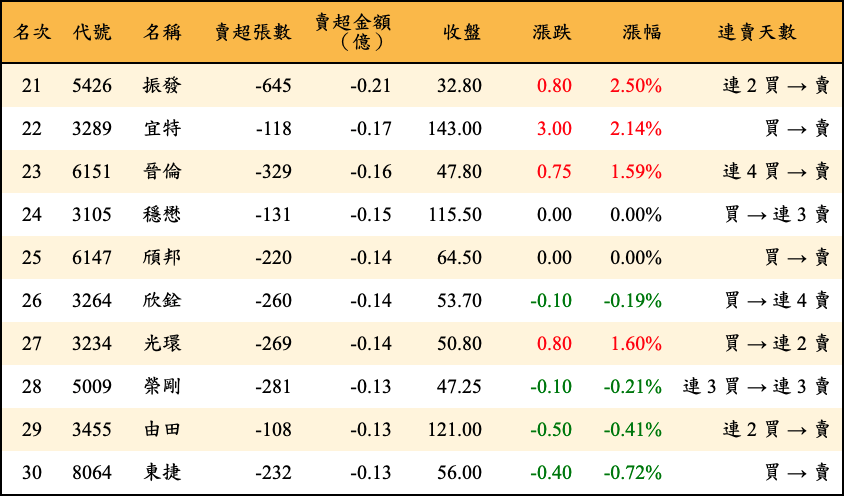 名次 代號 名稱 賣超張數 賣超金額（億） 收盤 漲跌 漲幅 連賣天數
21 5426 振發 -645 -0.21 32.80 0.80 2.50% 連 2 買 → 賣
22 3289 宜特 -118 -0.17 143.00 3.00 2.14% 買 → 賣
23 6151 晉倫 -329 -0.16 47.80 0.75 1.59% 連 4 買 → 賣
24 3105 穩懋 -131 -0.15 115.50 0.00 0.00% 買 → 連 3 賣
25 6147 頎邦 -220 -0.14 64.50 0.00 0.00% 買 → 賣
26 3264 欣銓 -260 -0.14 53.70 -0.10 -0.19% 買 → 連 4 賣
27 3234 光環 -269 -0.14 50.80 0.80 1.60% 買 → 連 2 賣
28 5009 榮剛 -281 -0.13 47.25 -0.10 -0.21% 連 3 買 → 連 3 賣
29 3455 由田 -108 -0.13 121.00 -0.50 -0.41% 連 2 買 → 賣
30 8064 東捷 -232 -0.13 56.00 -0.40 -0.72% 買 → 賣